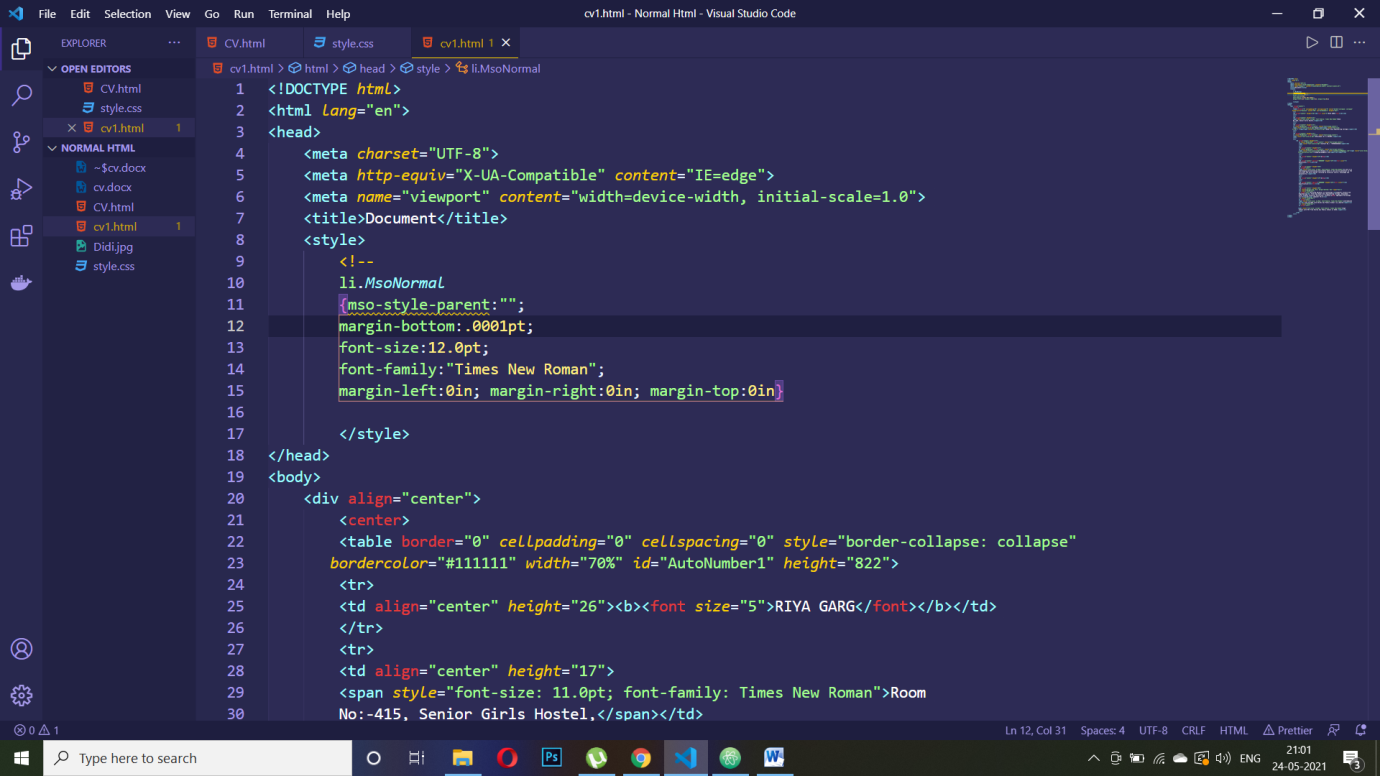 File Edit Selection View Go Run Terminal Help
cv1.html - Normal Html - Visual Studio Code
EXPLORER
OPEN EDITORS
CV.html
style.css
cv1.html 1
NORMAL HTML
~$cv.docx
cv.docx
CV.html
cv1.html 1
Didi.jpg
style.css
CV.html style.css cv1.html 1
cv1.html > html > head > style > li.MsoNormal
1 <!DOCTYPE html>
2 <html lang="en">
3 <head>
4 <meta charset="UTF-8">
5 <meta http-equiv="X-UA-Compatible" content="IE=edge">
6 <meta name="viewport" content="width=device-width, initial-scale=1.0">
7 <title>Document</title>
8 <style>
9 <!--
10 li.MsoNormal
11 {mso-style-parent:"";
12 margin-bottom:.0001pt;
13 font-size:12.0pt;
14 font-family:"Times New Roman";
15 margin-left:0in; margin-right:0in; margin-top:0in}
16
17 </style>
18 </head>
19 <body>
20 <div align="center">
21 <center>
22 <table border="0" cellpadding="0" cellspacing="0" style="border-collapse: collapse"
23 bordercolor="#111111" width="70%" id="AutoNumber1" height="822">
24 <tr>
25 <td align="center" height="26"><b><font size="5">RIYA GARG</font></b></td>
26 </tr>
27 <tr>
28 <td align="center" height="17">
29 <span style="font-size: 11.0pt; font-family: Times New Roman">Room
30 No:-415, Senior Girls Hostel,</span></td>
0 1
Ln 12, Col 31 Spaces: 4 UTF-8 CRLF HTML Prettier
Type here to search
Ps
W
ENG
21:01
24-05-2021
3